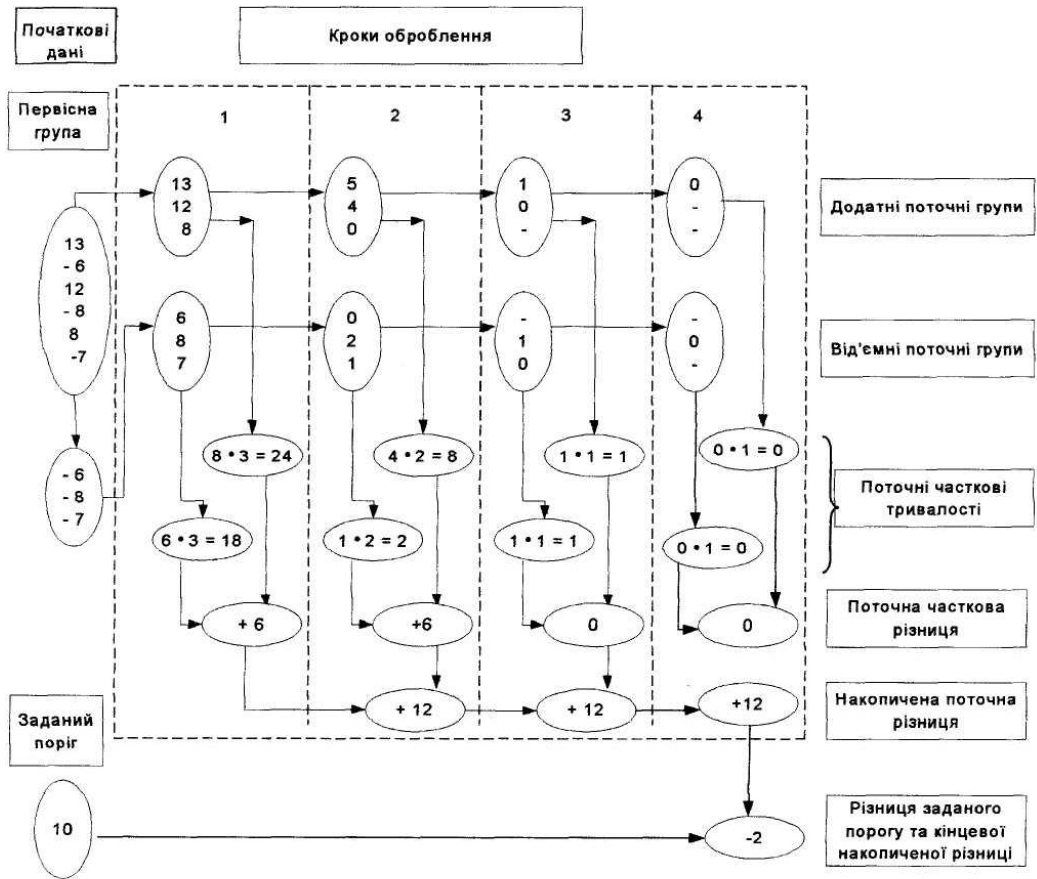 Початкові
дані
Кроки оброблення
Первісна
група
1 2 3 4
13
12
8
5
4
0
1
0
-
0
-
-
Додатні поточні групи
13
- 6
12
- 8
8
-7
6
8
7
0
2
1
-
1
0
-
0
-
Від'ємні поточні групи
- 6
- 8
- 7
8 • 3 = 24
4 • 2 = 8
1 • 1 = 1
0 • 1 = 0
Поточні часткові
тривалості
6 • 3 = 18
1 • 2 = 2
1 • 1 = 1
0 • 1 = 0
+ 6
+6
0
0
Поточна часткова
різниця
+ 12
+ 12
+12
Накопичена поточна
різниця
Заданий
поріг
10
-2
Різниця заданого
порогу та кінцевої
накопиченої різниці